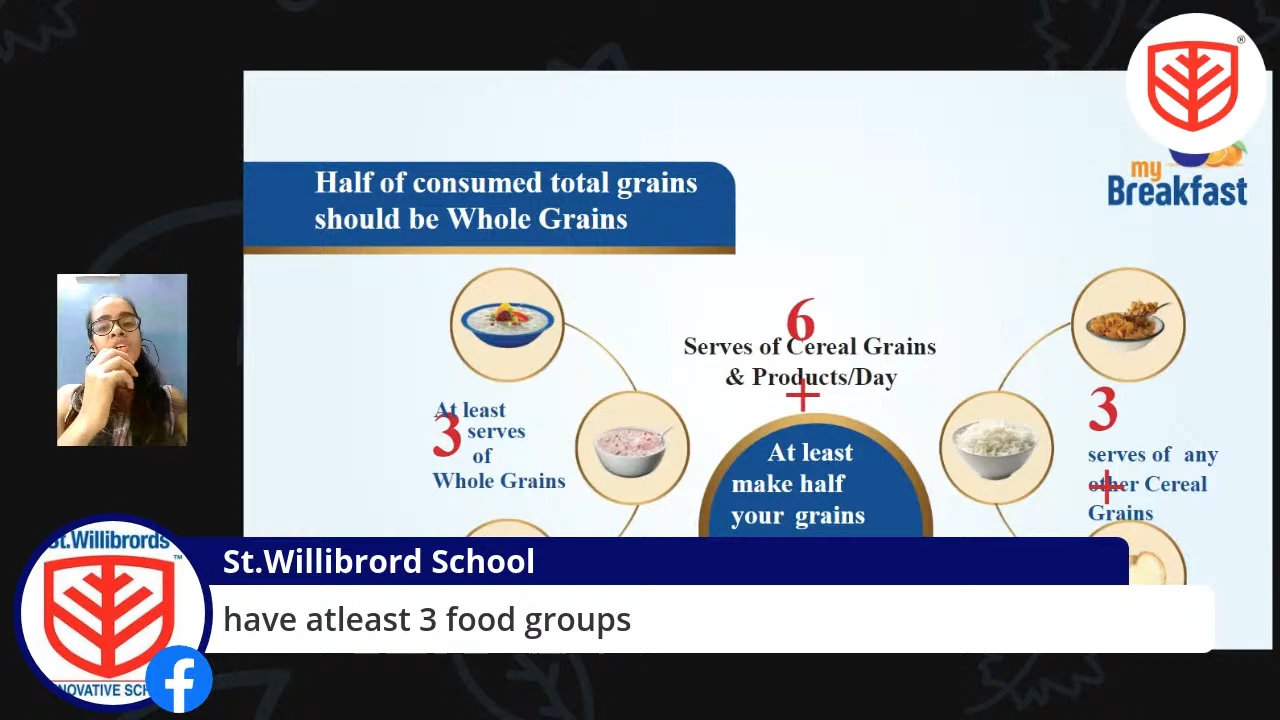 ®
my
Breakfast
Half of consumed total grains
should be Whole Grains
6
Serves of Cereal Grains
& Products/Day
+
At least
3 serves
of
Whole Grains
At least
make half
your grains
3
serves of any
other Cereal
+
Grains
St.Willibrords
™
St.Willibrord School
have atleast 3 food groups